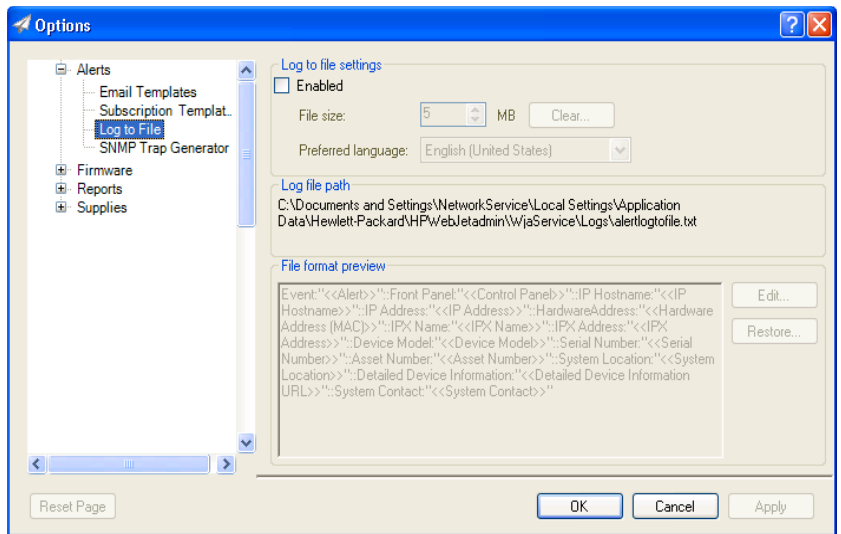 Options
Alerts
Email Templates
Subscription Templat..
Log to File
SNMP Trap Generator
Firmware
Reports
Supplies
Log to file settings
Enabled
File size: 5 MB Clear...
Preferred language: English (United States)
Log file path
C:\Documents and Settings\NetworkService\Local Settings\Application
Data\Hewlett-Packard\HPWebJetadmin\WjaService\Logs\alertlogtofile.txt
File format preview
Event:"<<Alert>>"::Front Panel:"<<Control Panel>>"::IP Hostname:"<<IP
Hostname>>"::IP Address:"<<IP Address>>"::HardwareAddress:"<<Hardware
Address (MAC)>>"::IPX Name:"<<IPX Name>>"::IPX Address:"<<IPX
Address>>"::Device Model:"<<Device Model>>"::Serial Number:"<<Serial
Number>>"::Asset Number:"<<Asset Number>>"::System Location:"<<System
Location>>"::Detailed Device Information:"<<Detailed Device Information
URL>>"::System Contact:"<<System Contact>>"
Edit...
Restore...
Reset Page
OK
Cancel
Apply